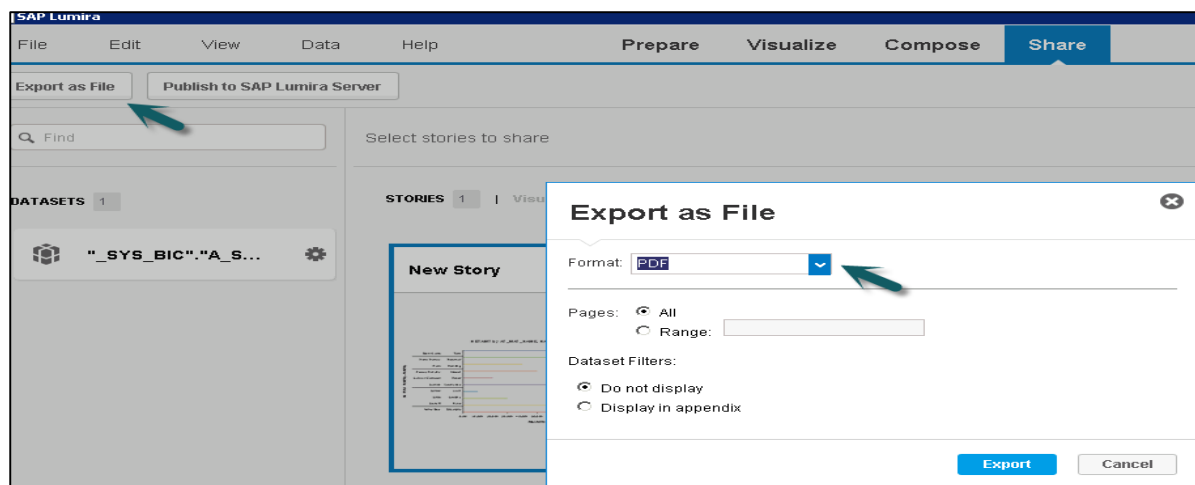 SAP Lumira
File Edit View Data Help Prepare Visualize Compose Share
Export as File Publish to SAP Lumira Server
Find
Select stories to share
DATASETS 1
STORIES 1 | Visu
"_SYS_BIC"."A_S...
New Story
Export as File
Format: PDF
Pages: All
Range:
Dataset Filters:
Do not display
Display in appendix
Export Cancel